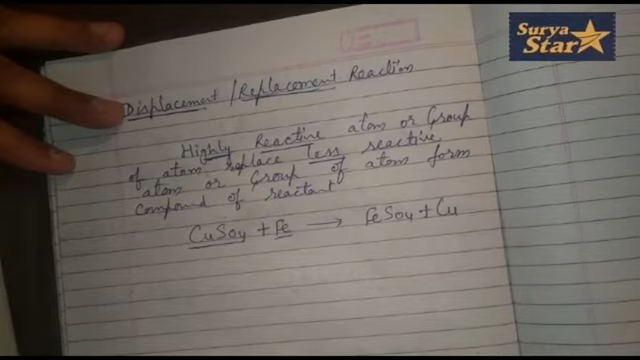 Surya
Star
Displacement / Replacement Reaction
Highly Reactive atom or Group
of atom replace less reactive
atom or Group of atom form
compound of reactant
CuSO4 + Fe → FeSO4 + Cu